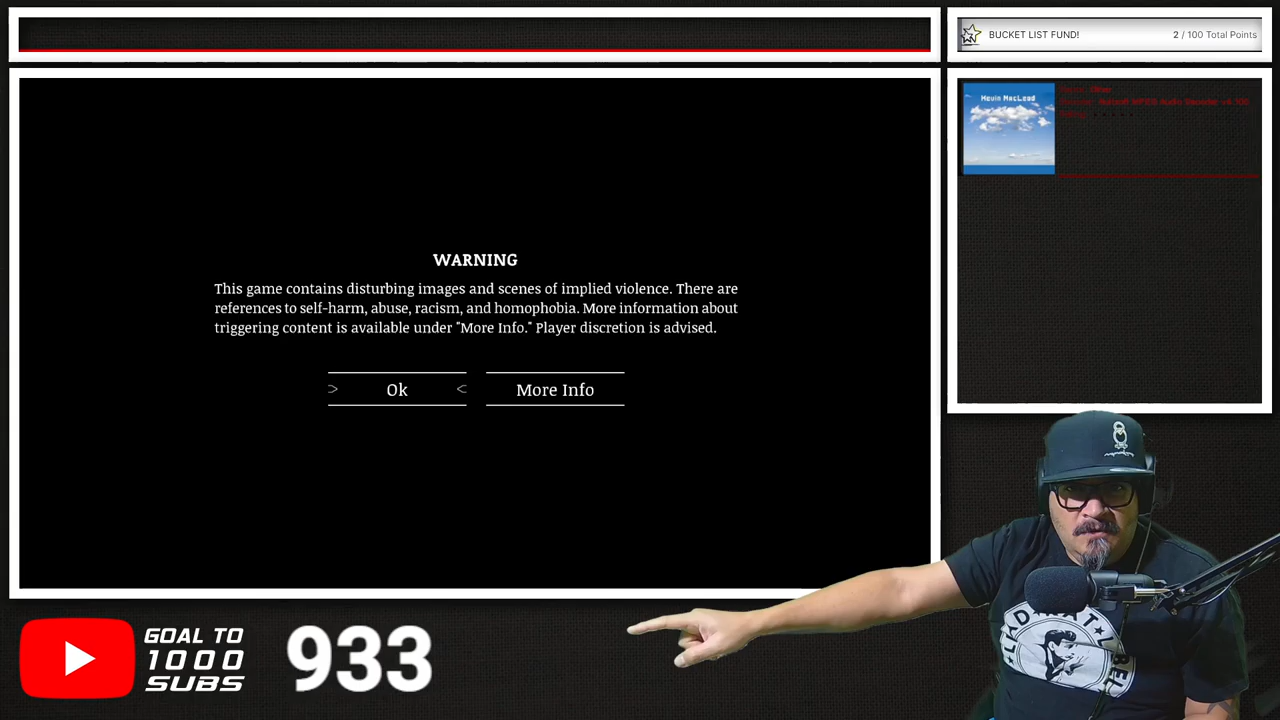 BUCKET LIST FUND!
2 / 100 Total Points
Kevin MacLeod
WARNING
This game contains disturbing images and scenes of implied violence. There are
references to self-harm, abuse, racism, and homophobia. More information about
triggering content is available under "More Info." Player discretion is advised.
> Ok <
More Info
GOAL TO
1000
SUBS
933